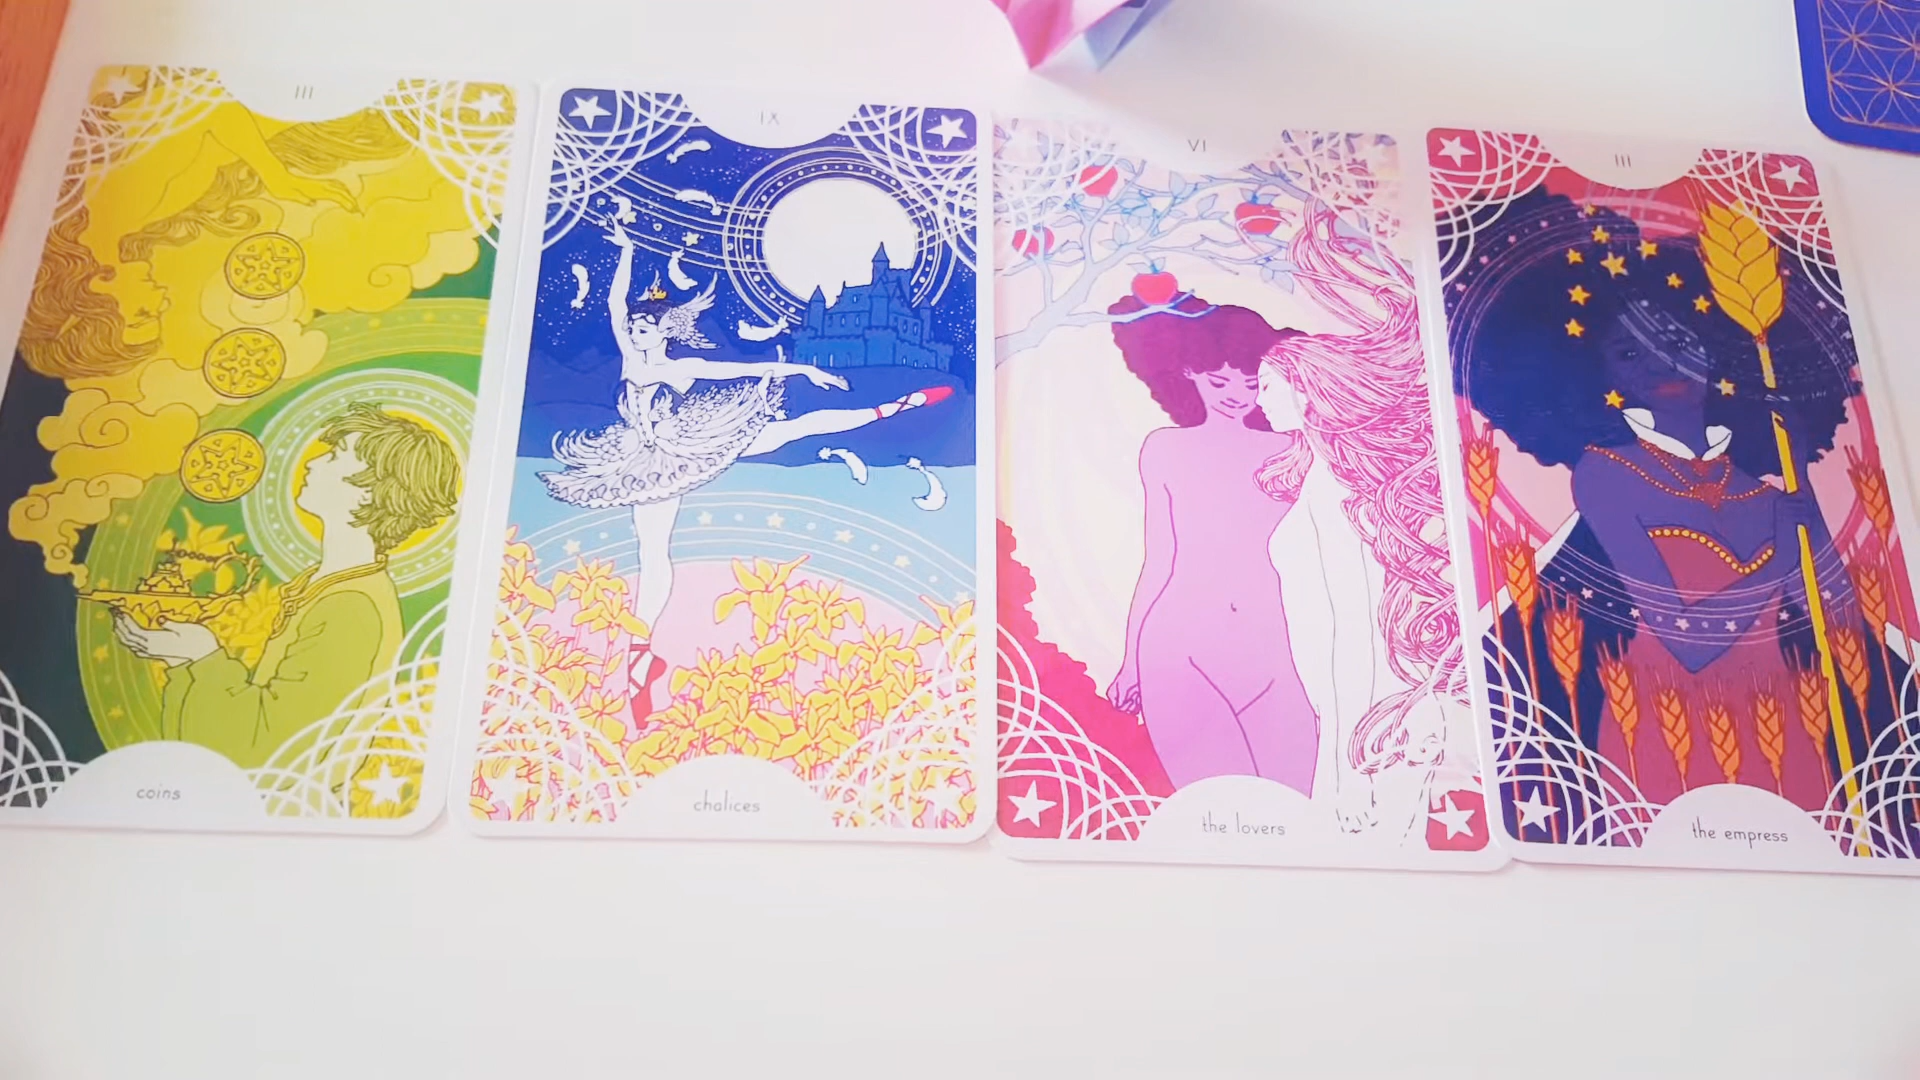 III
coins
IX
chalices
VI
the lovers
III
the empress